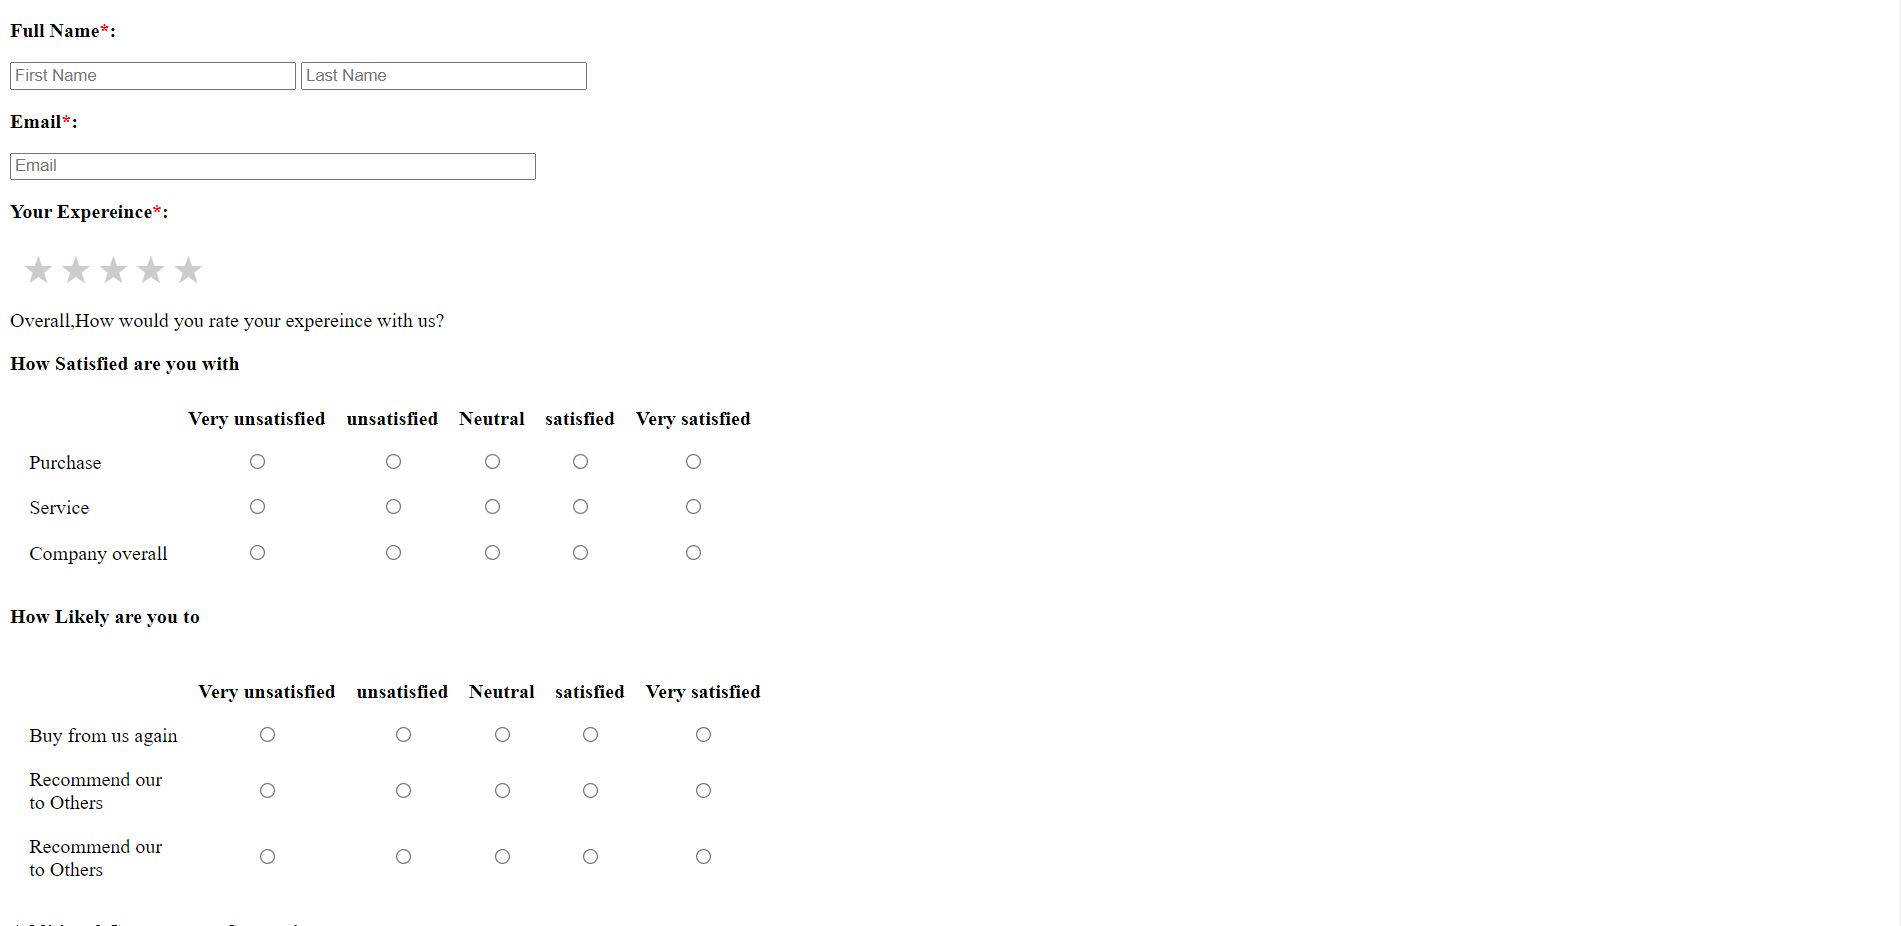 Full Name*:
First Name Last Name
Email*:
Email
Your Expereince*:
Overall,How would you rate your expereince with us?
How Satisfied are you with
Very unsatisfied unsatisfied Neutral satisfied Very satisfied
Purchase
Service
Company overall
How Likely are you to
Very unsatisfied unsatisfied Neutral satisfied Very satisfied
Buy from us again
Recommend our
to Others
Recommend our
to Others